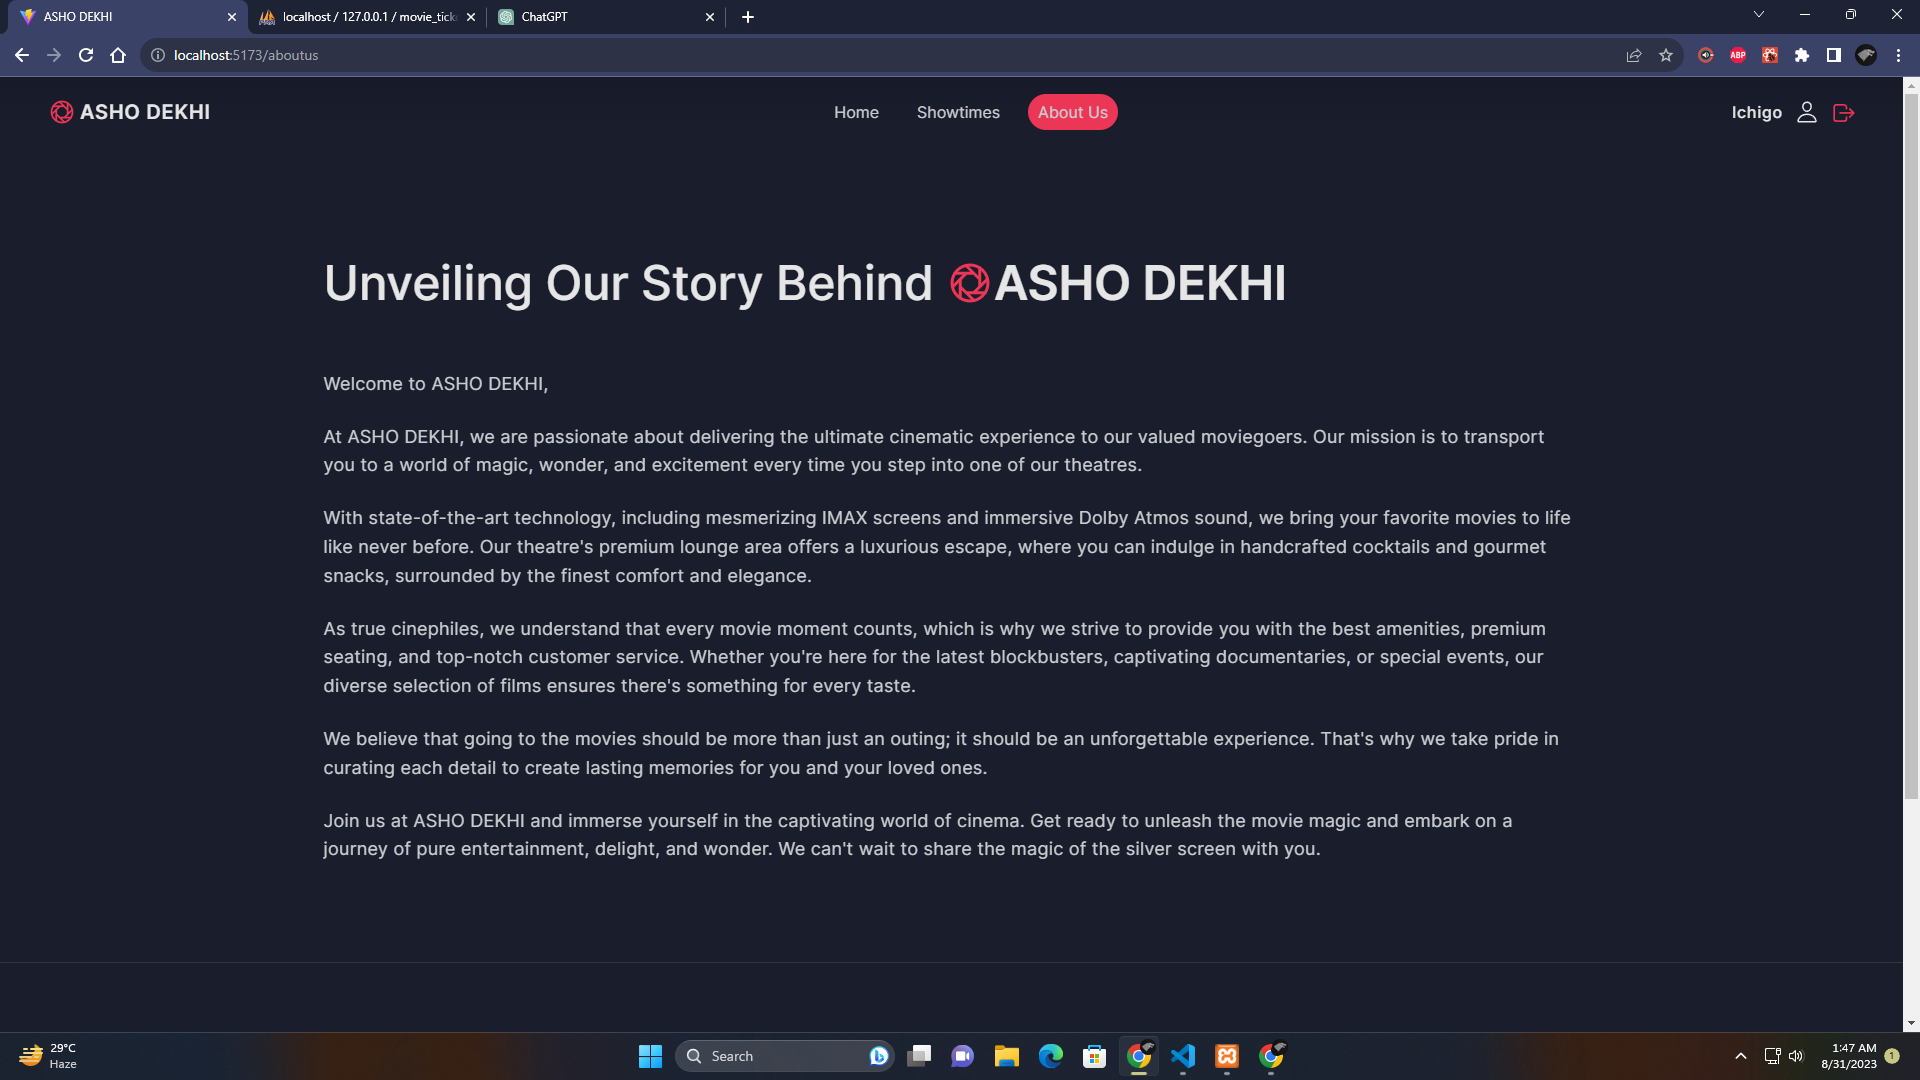 ASHO DEKHI
localhost / 127.0.0.1 / movie_tick
ChatGPT
localhost:5173/aboutus
ABP
ASHO DEKHI
Home
Showtimes
About Us
Ichigo
Unveiling Our Story Behind ASHO DEKHI
Welcome to ASHO DEKHI,
At ASHO DEKHI, we are passionate about delivering the ultimate cinematic experience to our valued moviegoers. Our mission is to transport
you to a world of magic, wonder, and excitement every time you step into one of our theatres.
With state-of-the-art technology, including mesmerizing IMAX screens and immersive Dolby Atmos sound, we bring your favorite movies to life
like never before. Our theatre's premium lounge area offers a luxurious escape, where you can indulge in handcrafted cocktails and gourmet
snacks, surrounded by the finest comfort and elegance.
As true cinephiles, we understand that every movie moment counts, which is why we strive to provide you with the best amenities, premium
seating, and top-notch customer service. Whether you're here for the latest blockbusters, captivating documentaries, or special events, our
diverse selection of films ensures there's something for every taste.
We believe that going to the movies should be more than just an outing; it should be an unforgettable experience. That's why we take pride in
curating each detail to create lasting memories for you and your loved ones.
Join us at ASHO DEKHI and immerse yourself in the captivating world of cinema. Get ready to unleash the movie magic and embark on a
journey of pure entertainment, delight, and wonder. We can't wait to share the magic of the silver screen with you.
29°C
Haze
Search
1:47 AM
8/31/2023
1